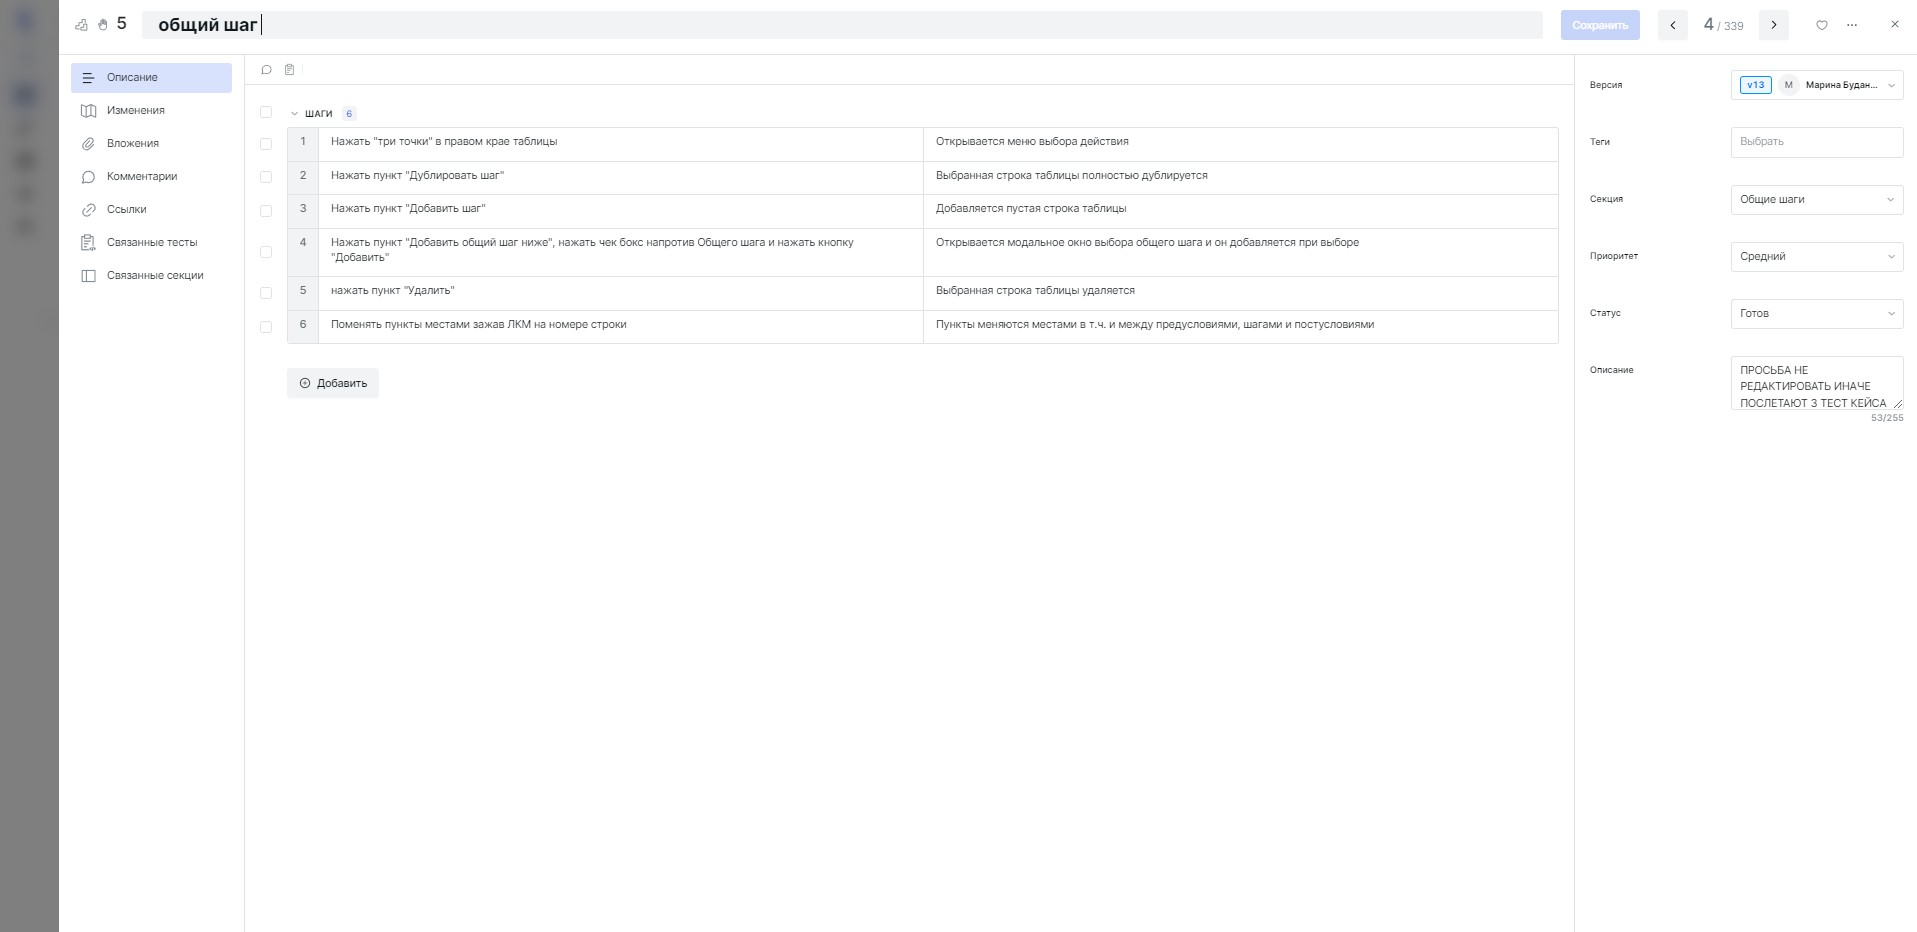 5 общий шаг Сохранить 4 / 339
Описание
Изменения
Вложения
Комментарии
Ссылки
Связанные тесты
Связанные секции
ШАГИ 6
1 Нажать "три точки" в правом крае таблицы Открывается меню выбора действия
2 Нажать пункт "Дублировать шаг" Выбранная строка таблицы полностью дублируется
3 Нажать пункт "Добавить шаг" Добавляется пустая строка таблицы
4 Нажать пункт "Добавить общий шаг ниже", нажать чек бокс напротив Общего шага и нажать кнопку Открывается модальное окно выбора общего шага и он добавляется при выборе
"Добавить"
5 нажать пункт "Удалить" Выбранная строка таблицы удаляется
6 Поменять пункты местами зажав ЛКМ на номере строки Пункты меняются местами в т.ч. и между предусловиями, шагами и постусловиями
Добавить
Версия v13 М Марина Будан...
Теги Выбрать
Секция Общие шаги
Приоритет Средний
Статус Готов
Описание ПРОСЬБА НЕ
РЕДАКТИРОВАТЬ ИНАЧЕ
ПОСЛЕТАЮТ 3 ТЕСТ КЕЙСА
53/255